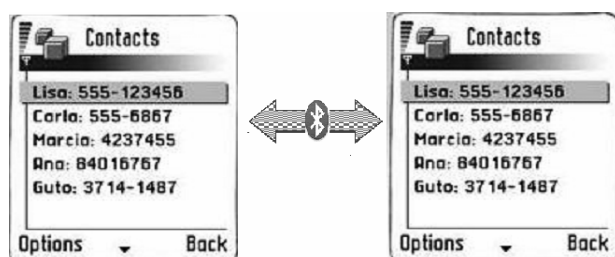 Contacts
Lisa: 555-123456
Carla: 555-6867
Marcia: 4237455
Ana: 84016767
Guto: 3714-1487
Options Back
Contacts
Lisa: 555-123456
Carla: 555-6867
Marcia: 4237455
Ana: 84016767
Guto: 3714-1487
Options Back